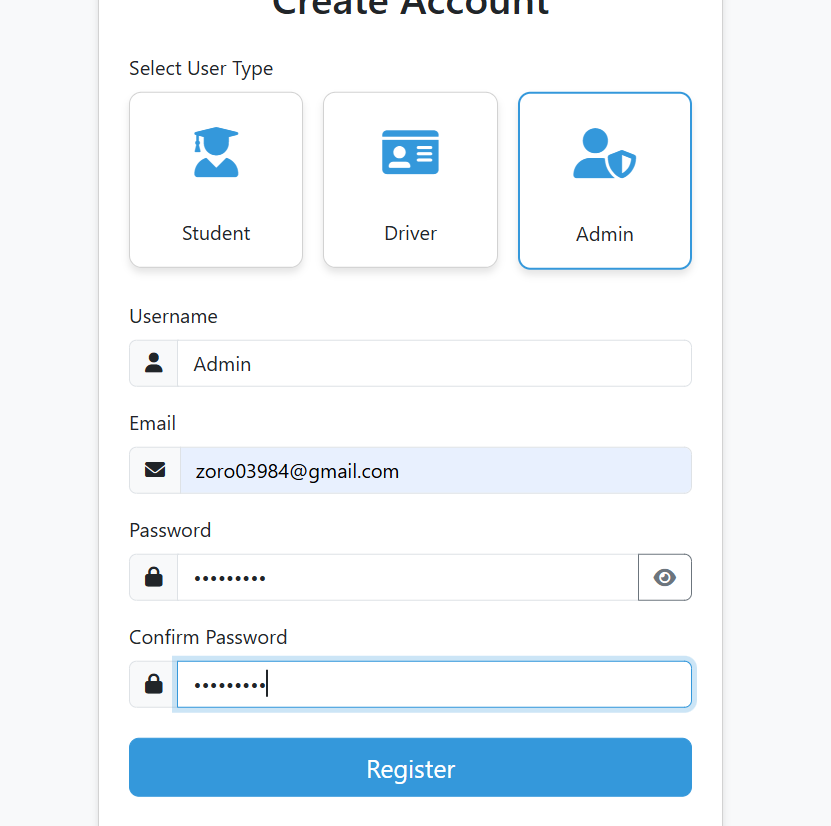 Create Account
Select User Type
Student Driver Admin
Username
Admin
Email
zoro03984@gmail.com
Password
•••••••••
Confirm Password
•••••••••
Register